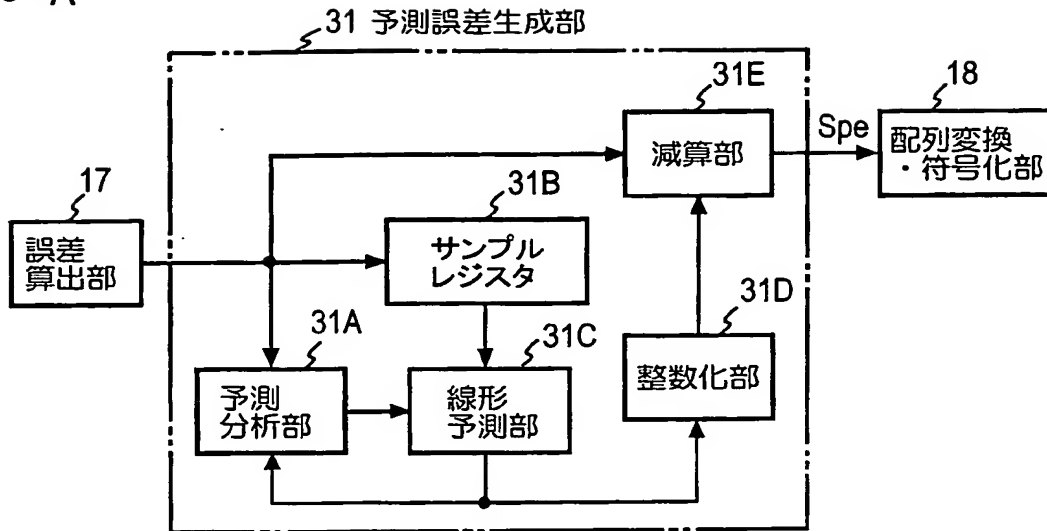 A
31 予測誤差生成部
31E
減算部
Spe
18
配列変換
・符号化部
17
誤差
算出部
31B
サンプル
レジスタ
31A
予測
分析部
31C
線形
予測部
31D
整数化部